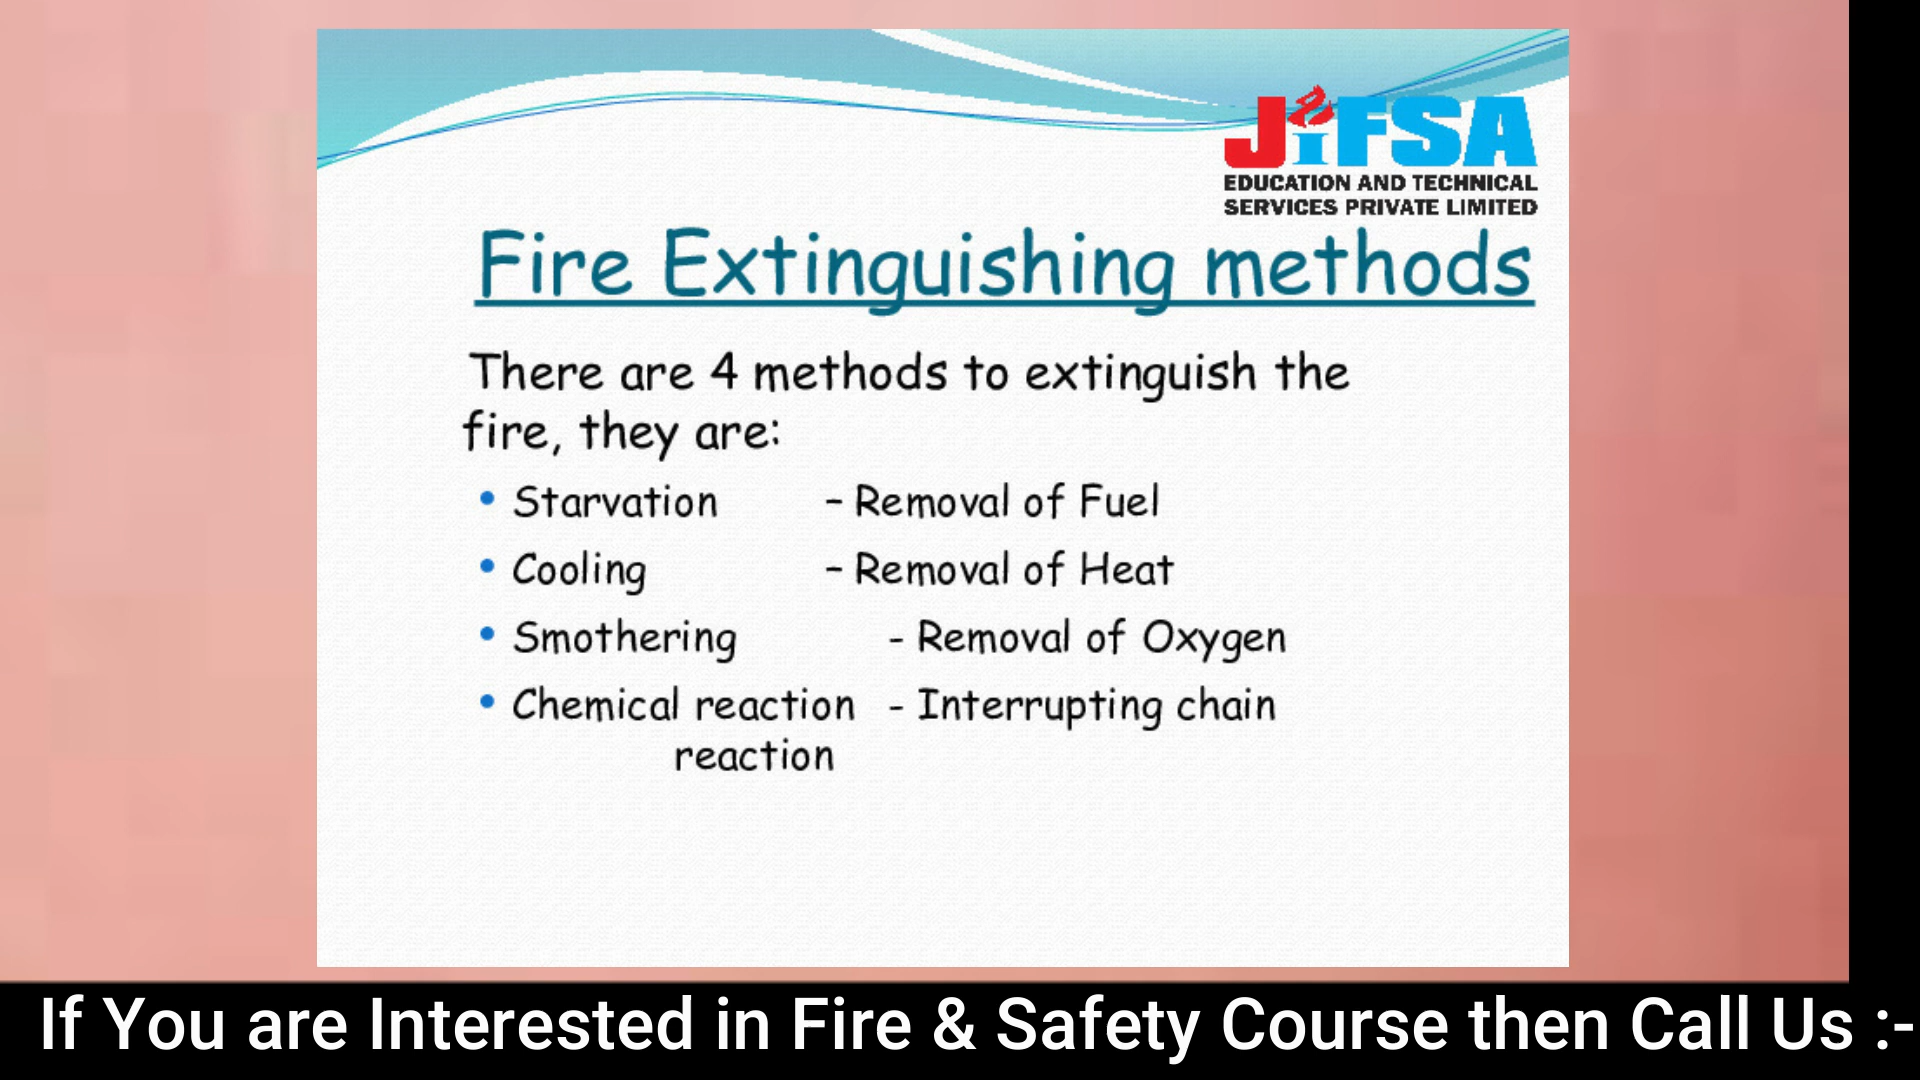 JiFSA
EDUCATION AND TECHNICAL
SERVICES PRIVATE LIMITED
Fire Extinguishing methods
There are 4 methods to extinguish the
fire, they are:
• Starvation – Removal of Fuel
• Cooling – Removal of Heat
• Smothering - Removal of Oxygen
• Chemical reaction - Interrupting chain
reaction
If You are Interested in Fire & Safety Course then Call Us :-